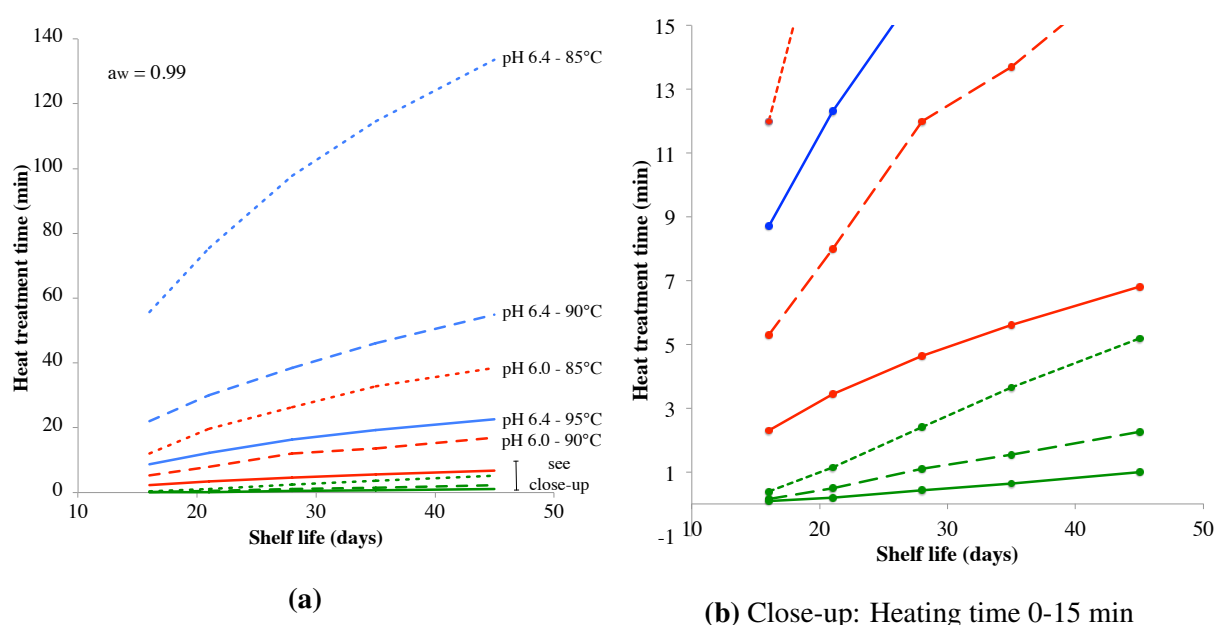 140
120
100
80
60
40
20
0
10
20
30
40
50
Heat treatment time (min)
Shelf life (days)
aw = 0.99
pH 6.4 - 85°C
pH 6.4 - 90°C
pH 6.0 - 85°C
pH 6.4 - 95°C
pH 6.0 - 90°C
see
close-up
(a)
15
13
11
9
7
5
3
1
-1
10
20
30
40
50
Heat treatment time (min)
Shelf life (days)
(b) Close-up: Heating time 0-15 min